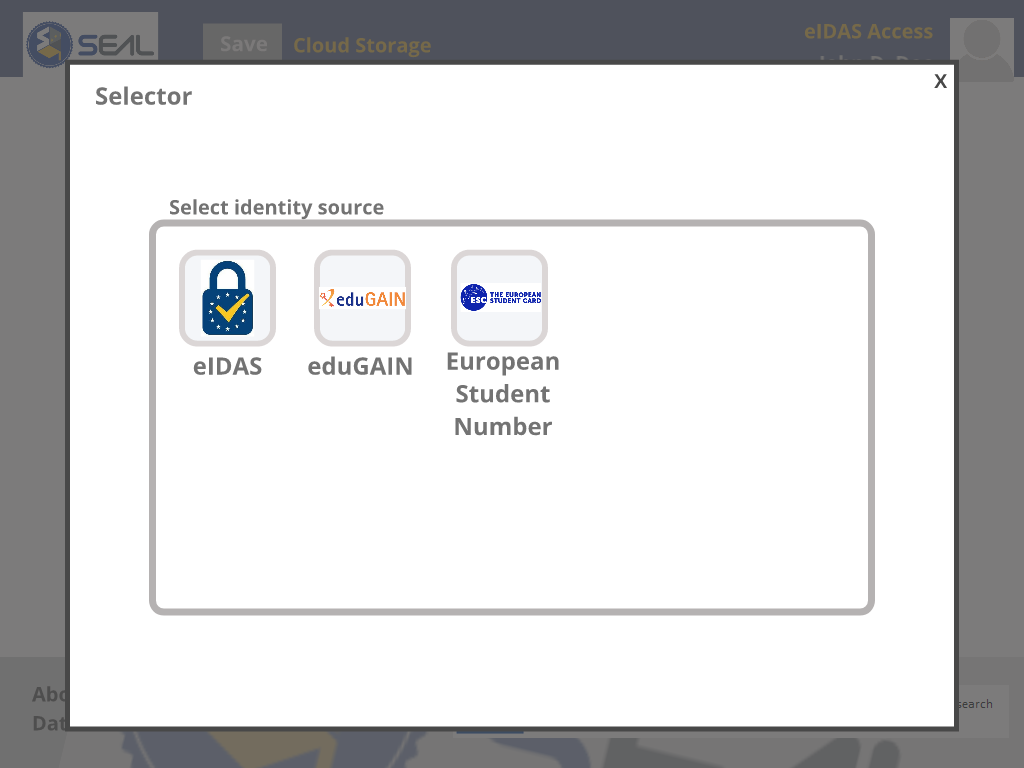 SEAL
Save
Cloud Storage
eIDAS Access
X
Selector
Select identity source
eduGAIN
ESC THE EUROPEAN
STUDENT CARD
eIDAS
eduGAIN
European
Student
Number
search